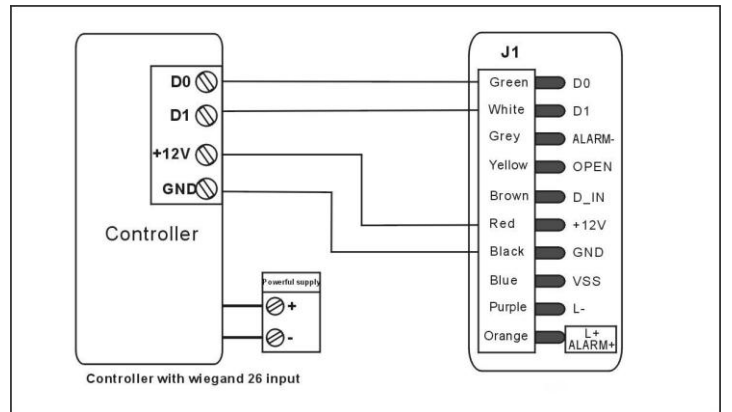 D0
D1
+12V
GND
Controller
Powerful supply
+
-
Controller with wiegand 26 input
J1
Green D0
White D1
Grey ALARM-
Yellow OPEN
Brown D_IN
Red +12V
Black GND
Blue VSS
Purple L-
Orange L+
ALARM+